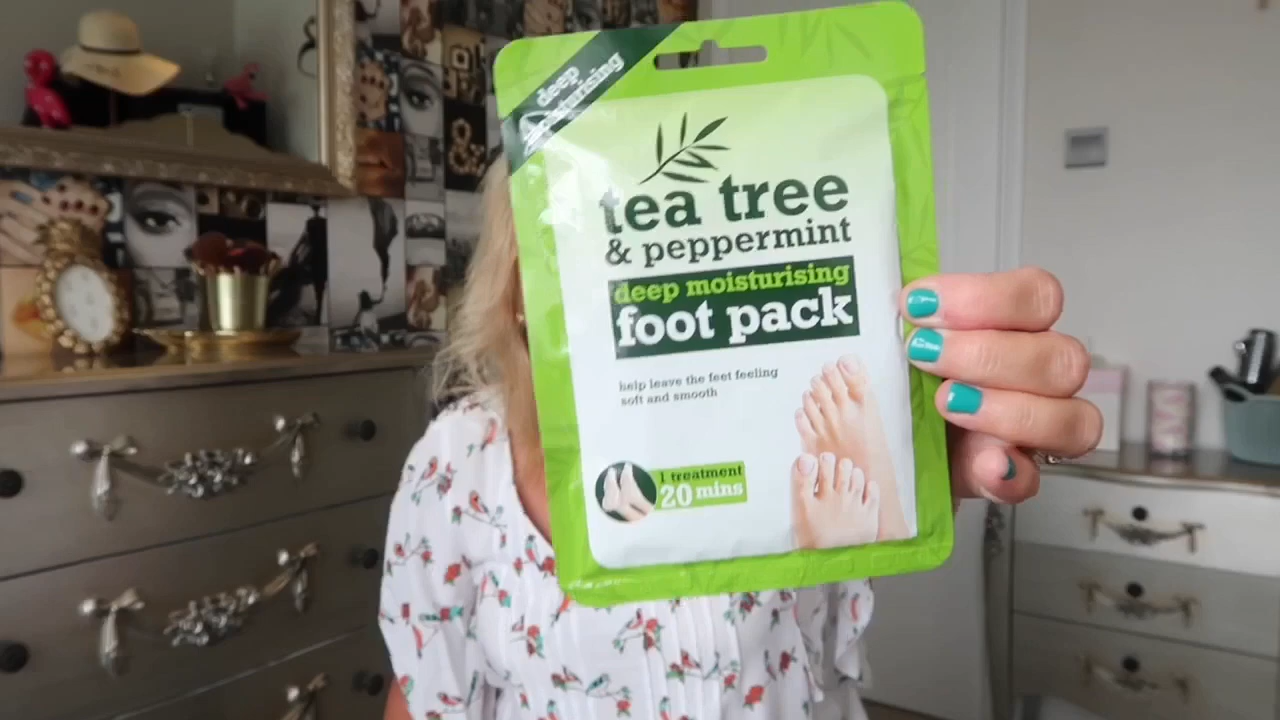 deep
moisturising
tea tree
& peppermint
deep moisturising
foot pack
help leave the feet feeling
soft and smooth
1 treatment
20 mins
&